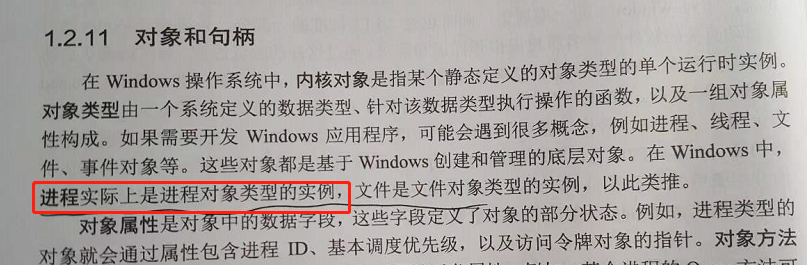 1.2.11 对象和句柄
在 Windows 操作系统中，内核对象是指某个静态定义的对象类型的单个运行时实例。
对象类型由一个系统定义的数据类型、针对该数据类型执行操作的函数，以及一组对象属
性构成。如果需要开发 Windows 应用程序，可能会遇到很多概念，例如进程、线程、文
件、事件对象等。这些对象都是基于 Windows 创建和管理的底层对象。在 Windows 中，
进程实际上是进程对象类型的实例，文件是文件对象类型的实例，以此类推。
对象属性是对象中的数据字段，这些字段定义了对象的部分状态。例如，进程类型的
对象就会通过属性包含进程 ID、基本调度优先级，以及访问令牌对象的指针。对象方法